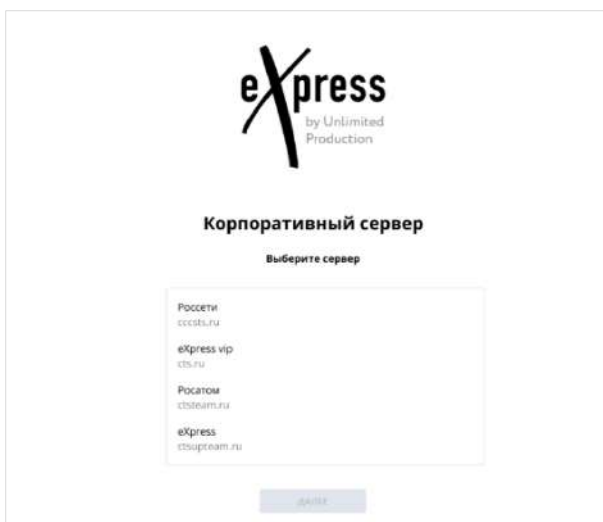 eXpress
by Unlimited
Production
Корпоративный сервер
Выберите сервер
Россети
cccsts.ru
eXpress vip
cts.ru
Росатом
ctsteam.ru
eXpress
ctsupteam.ru
ДАЛЕЕ